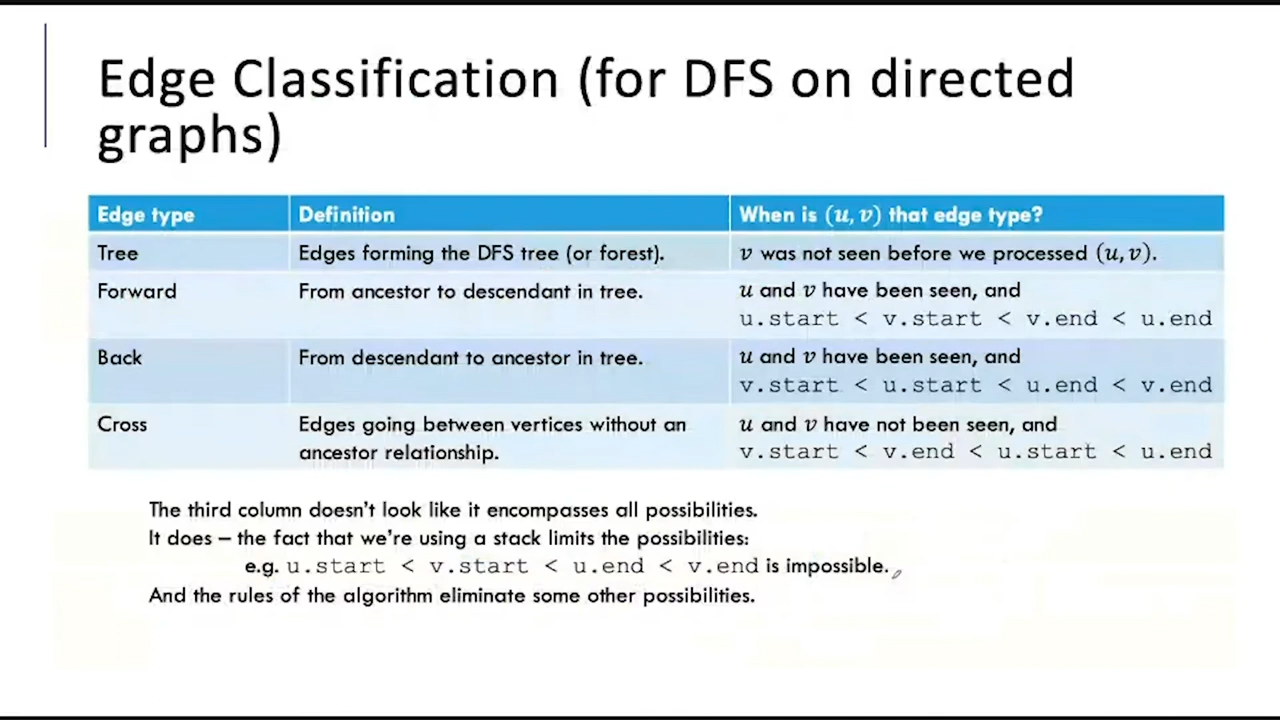 Edge Classification (for DFS on directed
graphs)
Edge type Definition When is (u, v) that edge type?
Tree Edges forming the DFS tree (or forest). v was not seen before we processed (u, v).
Forward From ancestor to descendant in tree. u and v have been seen, and
u.start < v.start < v.end < u.end
Back From descendant to ancestor in tree. u and v have been seen, and
v.start < u.start < u.end < v.end
Cross Edges going between vertices without an u and v have not been seen, and
ancestor relationship. v.start < v.end < u.start < u.end
The third column doesn't look like it encompasses all possibilities.
It does – the fact that we're using a stack limits the possibilities:
e.g. u.start < v.start < u.end < v.end is impossible.
And the rules of the algorithm eliminate some other possibilities.